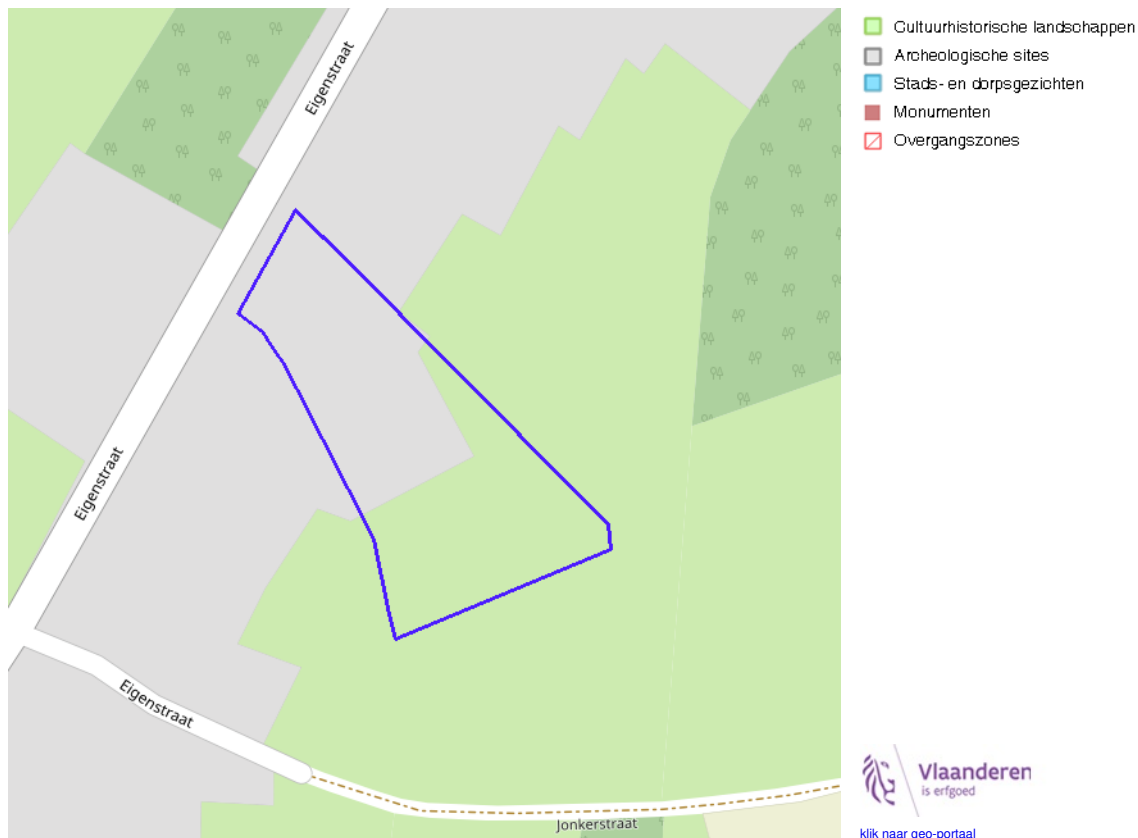 Eigenstraat
Eigenstraat
Eigenstraat
Jonkerstraat
Cultuurhistorische landschappen
Archeologische sites
Stads- en dorpsgezichten
Monumenten
Overgangszones
Vlaanderen
is erfgoed
klik naar geo-portaal